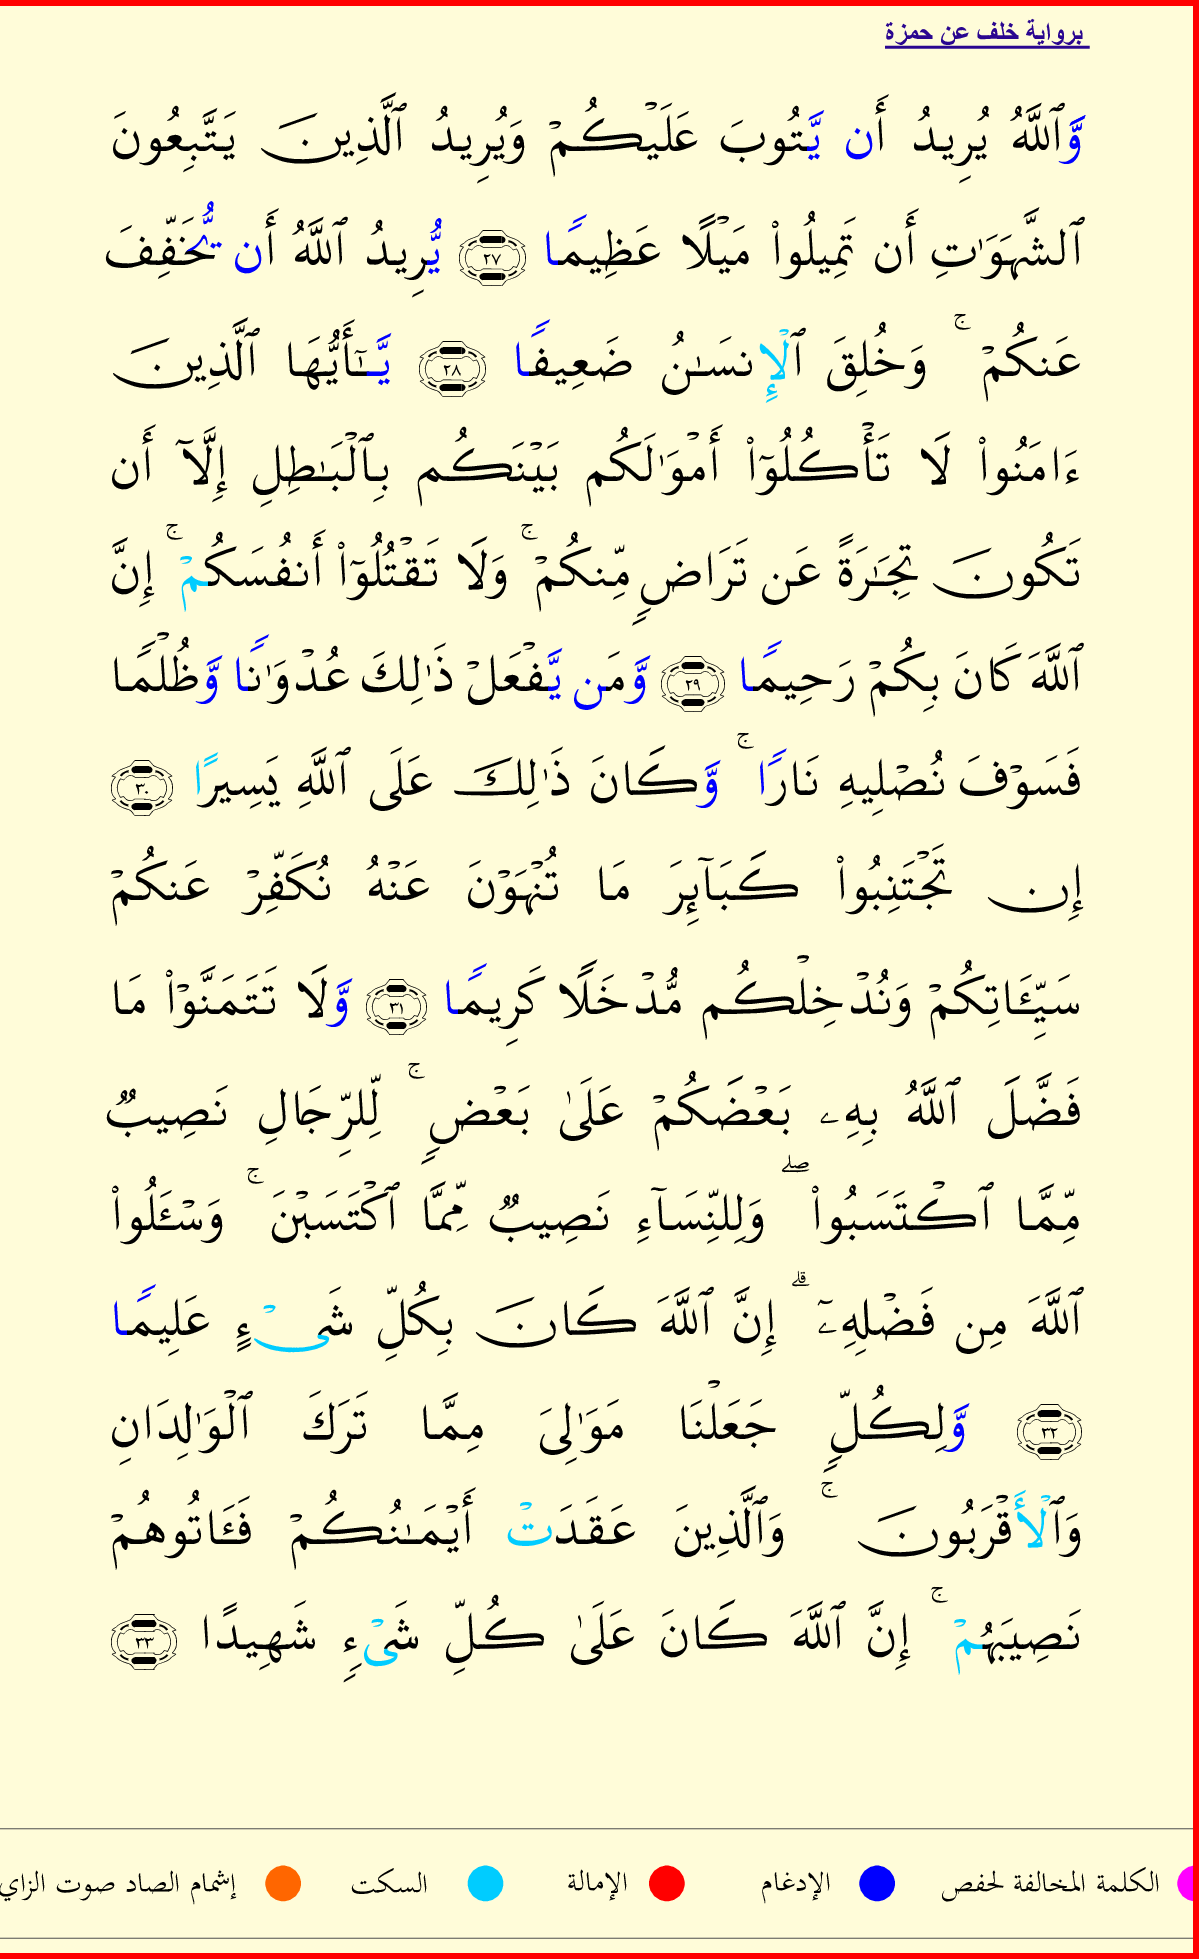 برواية خلف عن حمزة
وَّٱللَّهُ يُرِيدُ أَن يَّتُوبَ عَلَيۡكُمۡ وَيُرِيدُ ٱلَّذِينَ يَتَّبِعُونَ
ٱلشَّهَوَٰتِ أَن تَمِيلُواْ مَيۡلًا عَظِيمًا ٢٧ يُّرِيدُ ٱللَّهُ أَن يُّخَفِّفَ
عَنكُمۡۚ وَخُلِقَ ٱلۡإِنسَٰنُ ضَعِيفًا ٢٨ يَّٰٓأَيُّهَا ٱلَّذِينَ
ءَامَنُواْ لَا تَأۡكُلُوٓاْ أَمۡوَٰلَكُم بَيۡنَكُم بِٱلۡبَٰطِلِ إِلَّآ أَن
تَكُونَ تِجَٰرَةً عَن تَرَاضٖ مِّنكُمۡۚ وَلَا تَقۡتُلُوٓاْ أَنفُسَكُمۡۚ إِنَّ
ٱللَّهَ كَانَ بِكُمۡ رَحِيمًا ٢٩ وَّمَن يَّفۡعَلۡ ذَٰلِكَ عُدۡوَٰنًا وَّظُلۡمًا
فَسَوۡفَ نُصۡلِيهِ نَارًاۚ وَّكَانَ ذَٰلِكَ عَلَى ٱللَّهِ يَسِيرًا ٣٠
إِن تَجۡتَنِبُواْ كَبَآئِرَ مَا تُنۡهَوۡنَ عَنۡهُ نُكَفِّرۡ عَنكُمۡ
سَيِّـَٔاتِكُمۡ وَنُدۡخِلۡكُم مُّدۡخَلًا كَرِيمًا ٣١ وَّلَا تَتَمَنَّوۡاْ مَا
فَضَّلَ ٱللَّهُ بِهِۦ بَعۡضَكُمۡ عَلَىٰ بَعۡضٖۚ لِّلرِّجَالِ نَصِيبٞ
مِّمَّا ٱكۡتَسَبُواْۖ وَلِلنِّسَآءِ نَصِيبٞ مِّمَّا ٱكۡتَسَبۡنَۚ وَسۡـَٔلُواْ
ٱللَّهَ مِن فَضۡلِهِۦٓۗ إِنَّ ٱللَّهَ كَانَ بِكُلِّ شَيۡءٍ عَلِيمًا
٣٢ وَّلِكُلّٖ جَعَلۡنَا مَوَٰلِيَ مِمَّا تَرَكَ ٱلۡوَٰلِدَانِ
وَٱلۡأَقۡرَبُونَۚ وَٱلَّذِينَ عَقَدَتۡ أَيۡمَٰنُكُمۡ فَـَٔاتُوهُمۡ
نَصِيبَهُمۡۚ إِنَّ ٱللَّهَ كَانَ عَلَىٰ كُلِّ شَيۡءٖ شَهِيدًا ٣٣
الكلمة المخالفة لحفص الإدغام الإمالة السكت إشمام الصاد صوت الزاي